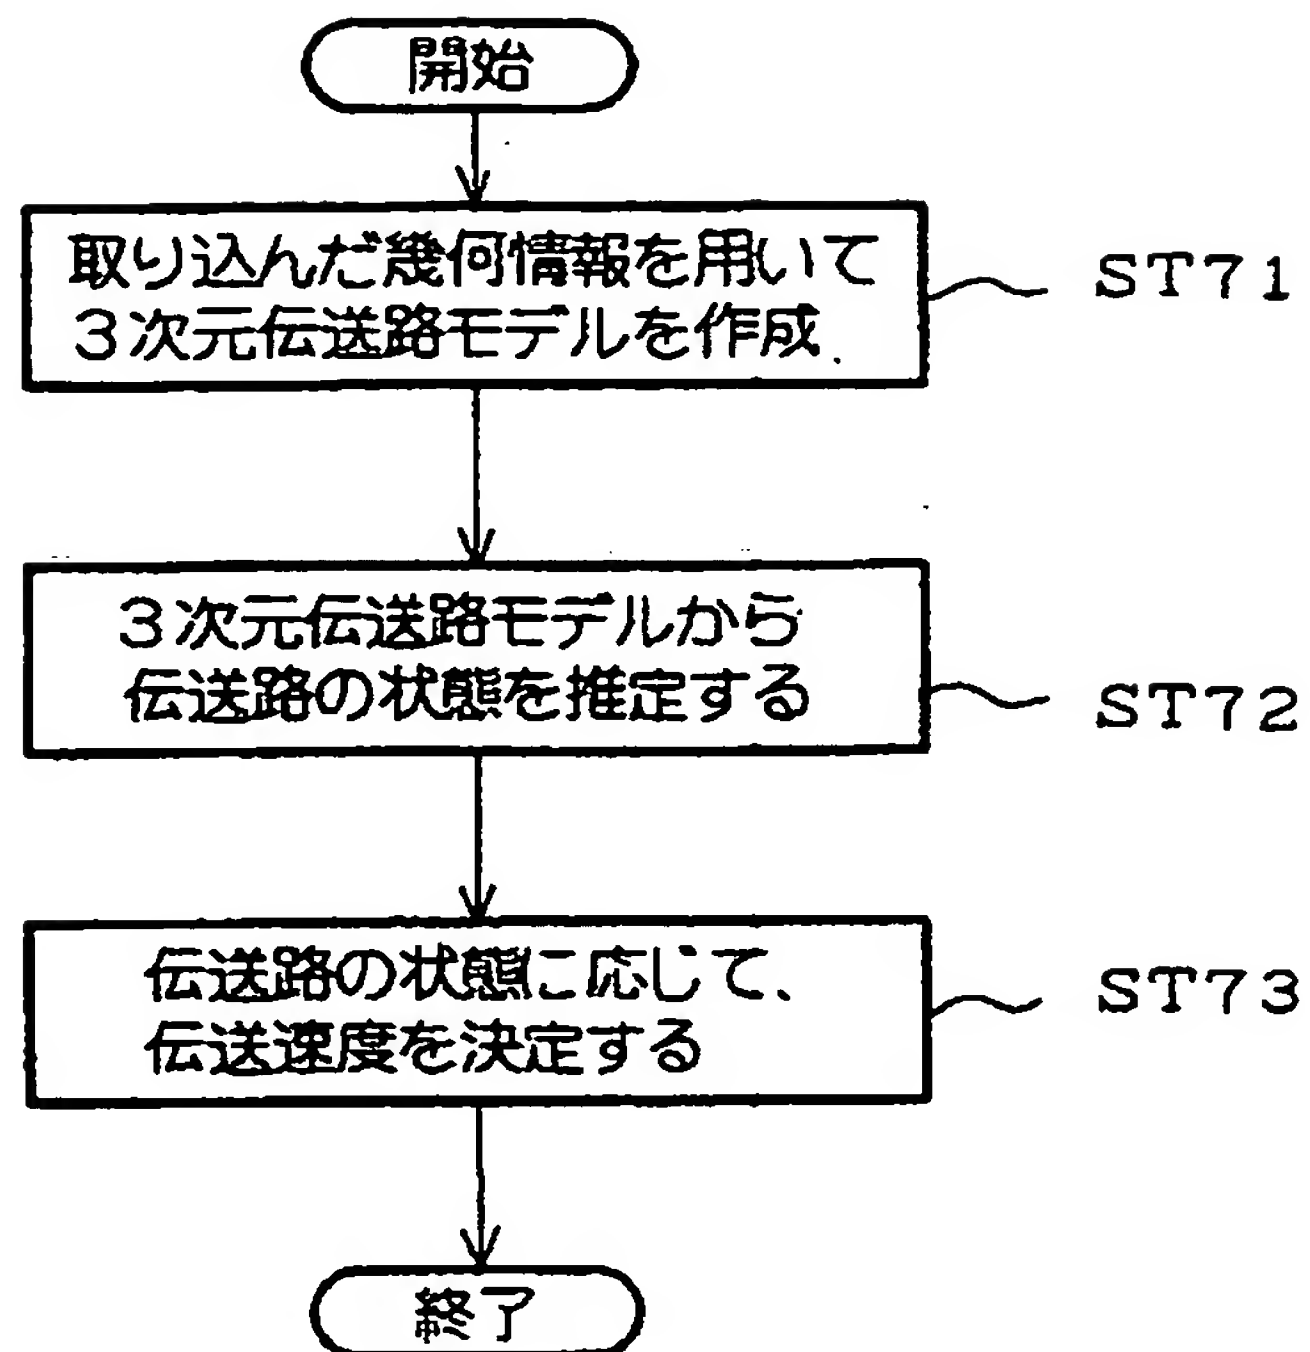 開始
取り込んだ幾何情報を用いて
3次元伝送路モデルを作成
ST71
3次元伝送路モデルから
伝送路の状態を推定する
ST72
伝送路の状態に応じて、
伝送速度を決定する
ST73
終了